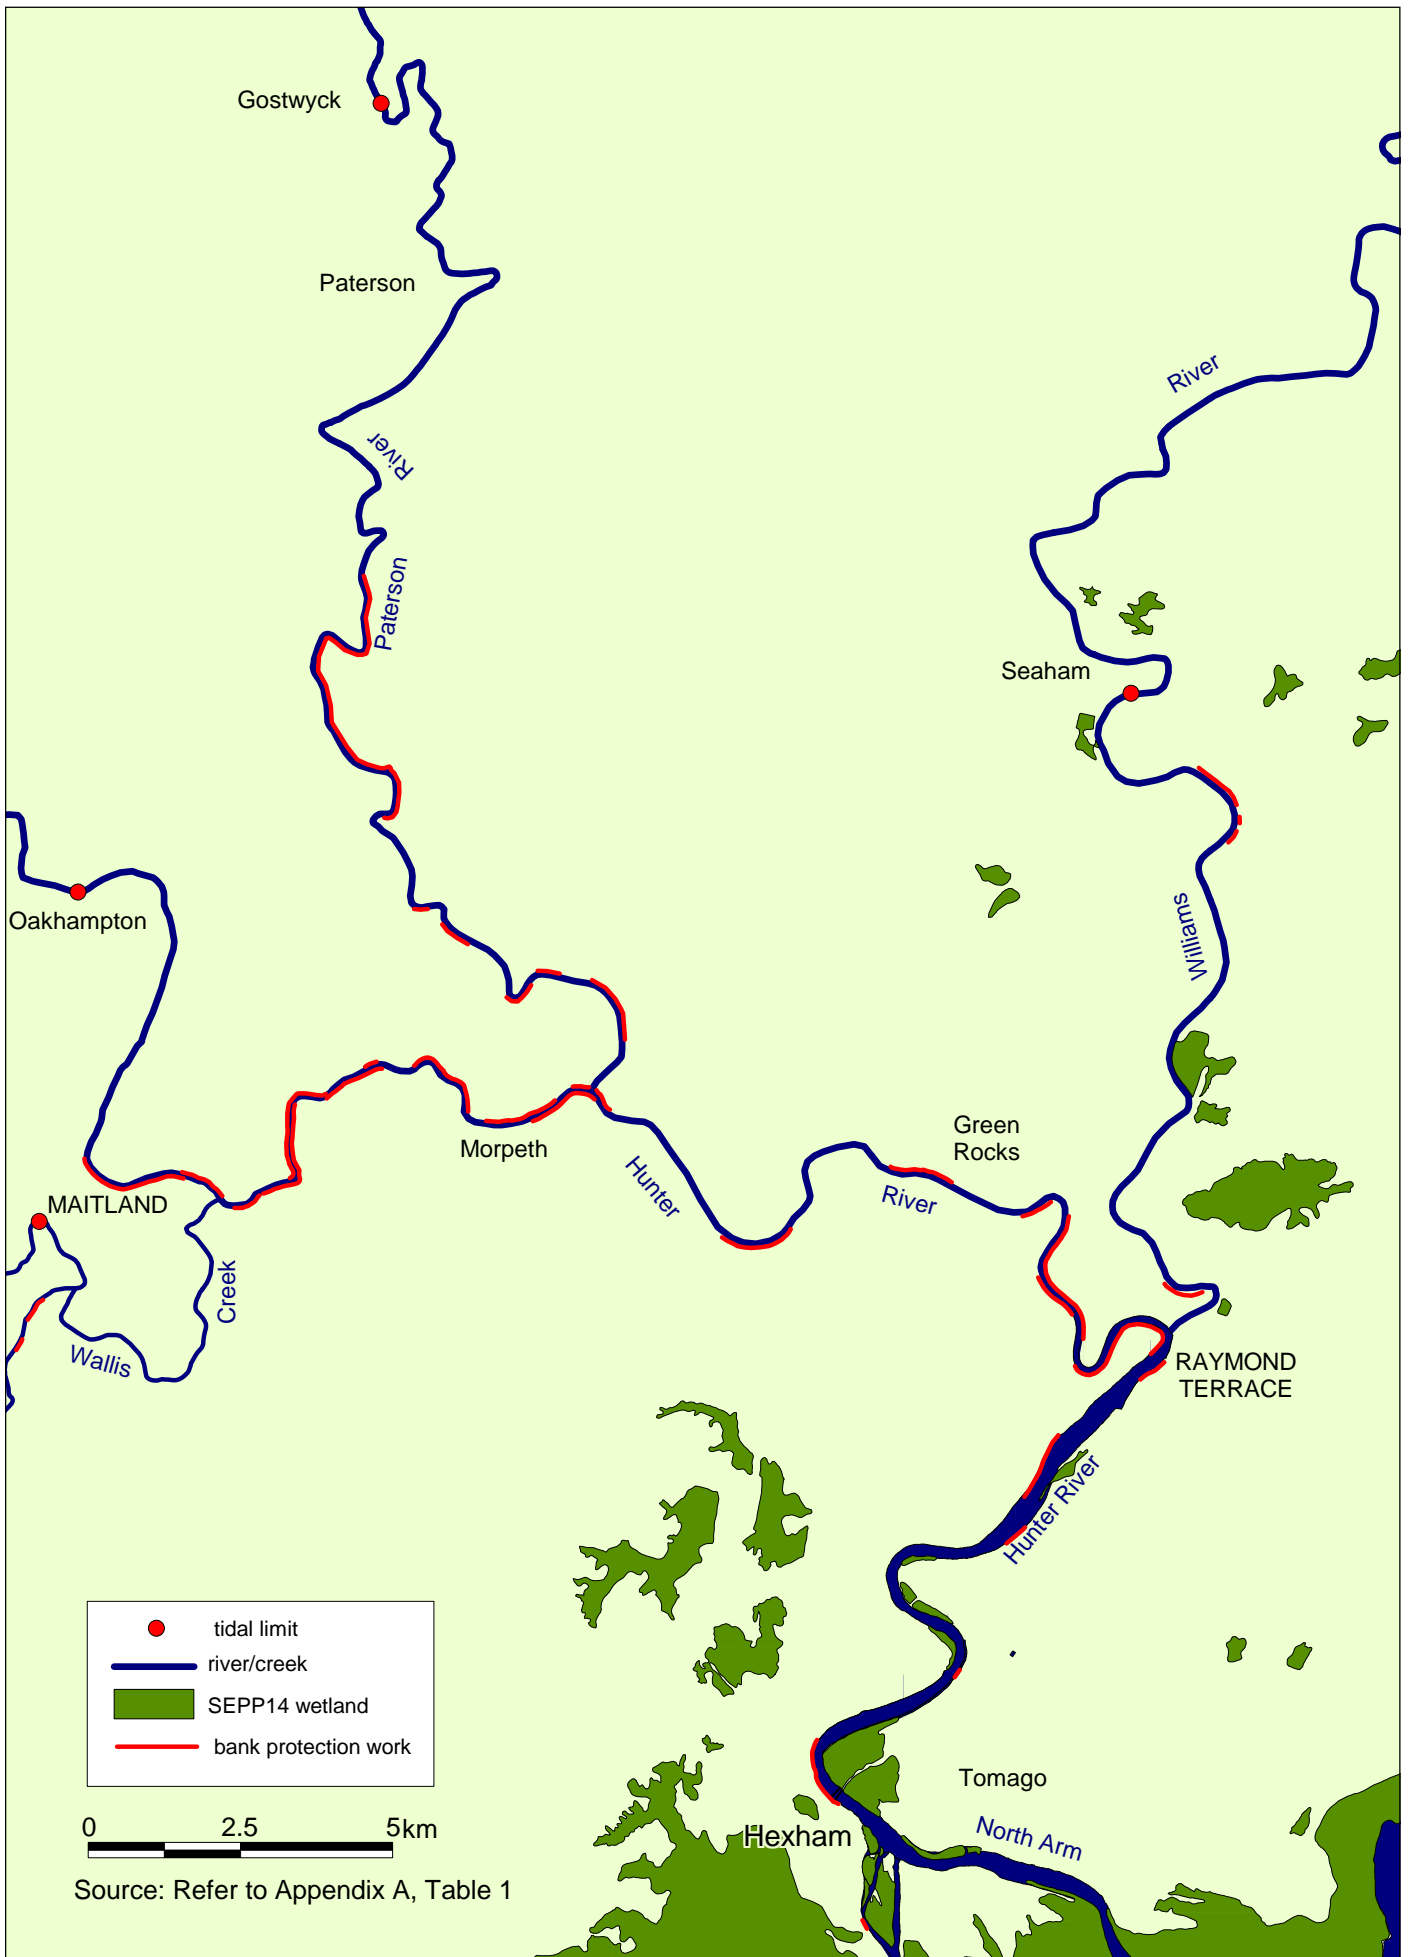 Gostwyck
Paterson
River
River
Paterson
Seaham
Oakhampton
Williams
Green
Rocks
Morpeth
Hunter
River
MAITLAND
Creek
Wallis
RAYMOND
TERRACE
Hunter River
tidal limit
river/creek
SEPP14 wetland
bank protection work
Tomago
North Arm
Hexham
0 2.5 5km
Source: Refer to Appendix A, Table 1